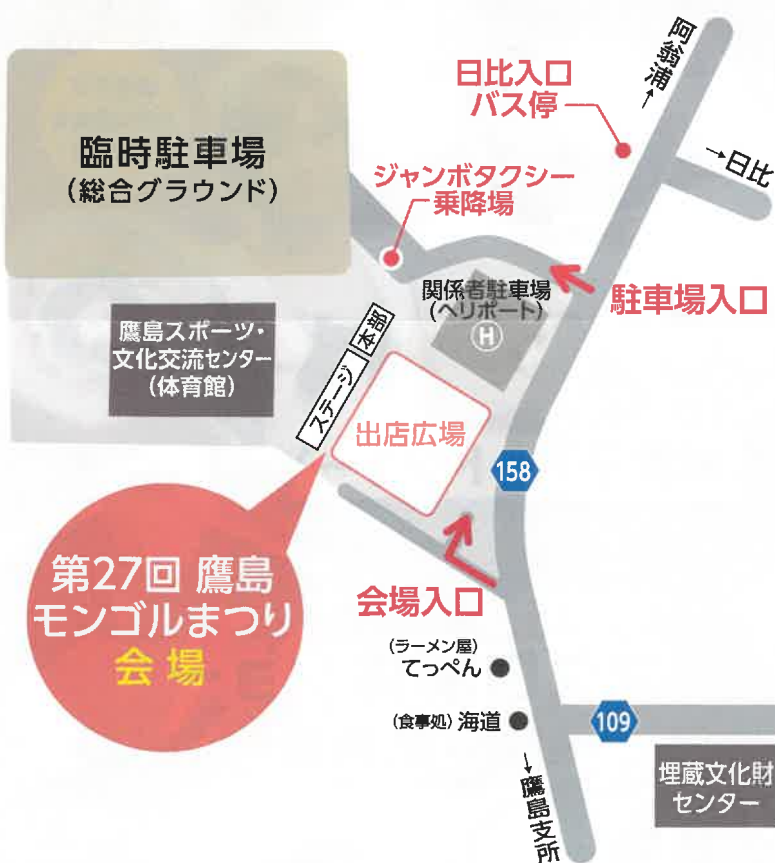 阿翁浦
↑
日比入口
バス停
→日比
臨時駐車場
(総合グラウンド)
ジャンボタクシー
乗降場
駐車場入口
関係者駐車場
(ヘリポート)
H
本部
ステージ
鷹島スポーツ・
文化交流センター
(体育館)
出店広場
158
第27回 鷹島
モンゴルまつり
会場
会場入口
(ラーメン屋)
てっぺん
(食事処) 海道
109
埋蔵文化財
センター
↓
鷹島支所